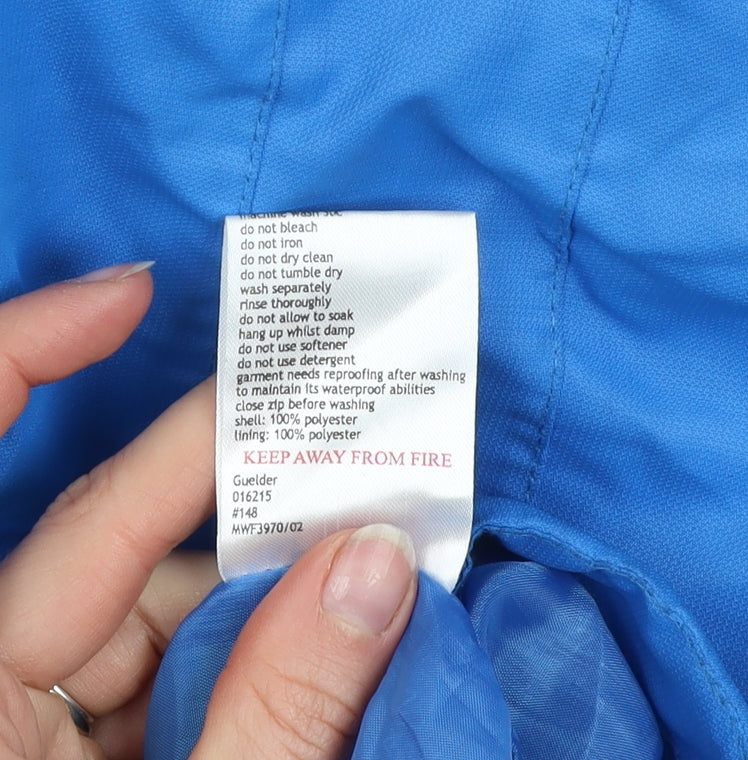 machine wash 30c
do not bleach
do not iron
do not dry clean
do not tumble dry
wash separately
rinse thoroughly
do not allow to soak
hang up whilst damp
do not use softener
do not use detergent
garment needs reproofing after washing
to maintain its waterproof abilities
close zip before washing
shell: 100% polyester
lining: 100% polyester
KEEP AWAY FROM FIRE
Guelder
016215
#148
MWF3970/02